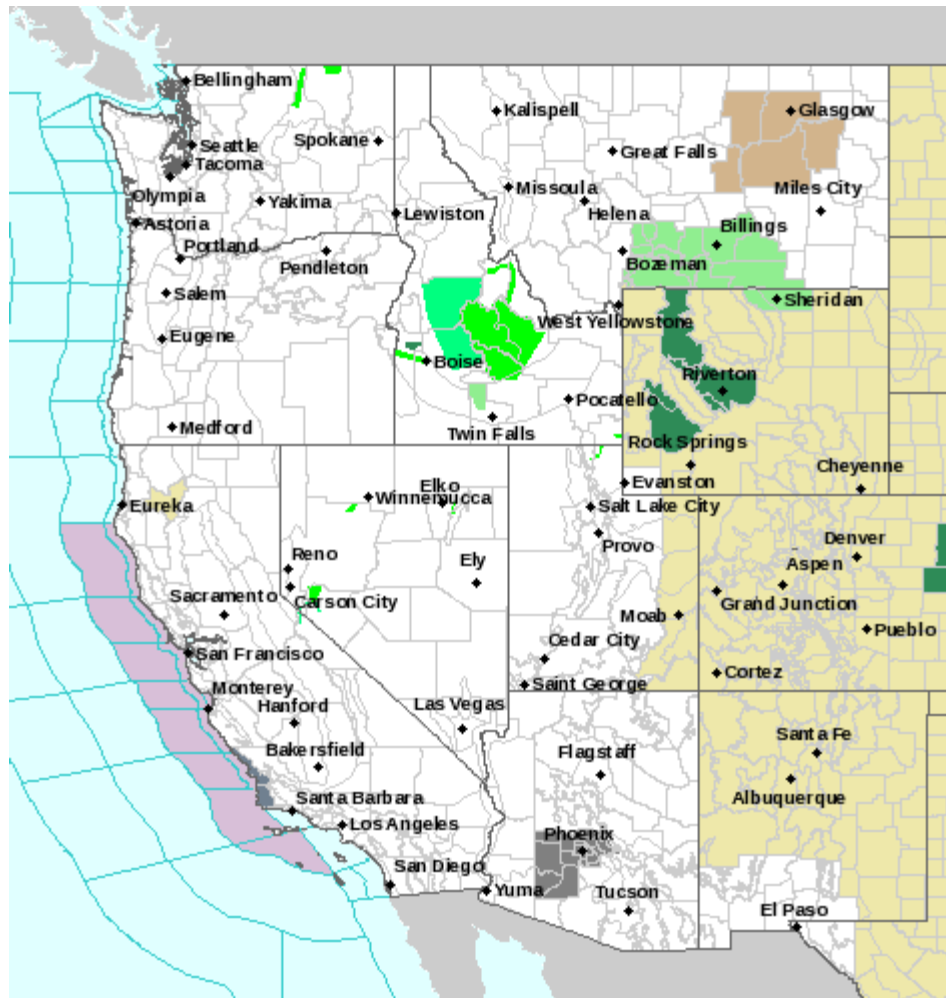 Bellingham
Kalispell
Glasgow
Seattle
Spokane
Great Falls
Tacoma
Miles City
Olympia
Missoula
Yakima
Lewiston
Helena
Astoria
Billings
Portland
Pendleton
Bozeman
Salem
Sheridan
West Yellowstone
Eugene
Boise
Riverton
Pocatello
Medford
Twin Falls
Rock Springs
Cheyenne
Elko
Evanston
Winnemucca
Eureka
Salt Lake City
Denver
Provo
Reno
Ely
Aspen
Sacramento
Carson City
Grand Junction
Moab
Pueblo
Cedar City
San Francisco
Cortez
Saint George
Monterey
Hanford
Las Vegas
Santa Fe
Bakersfield
Flagstaff
Albuquerque
Santa Barbara
Los Angeles
Phoenix
San Diego
Yuma
Tucson
El Paso